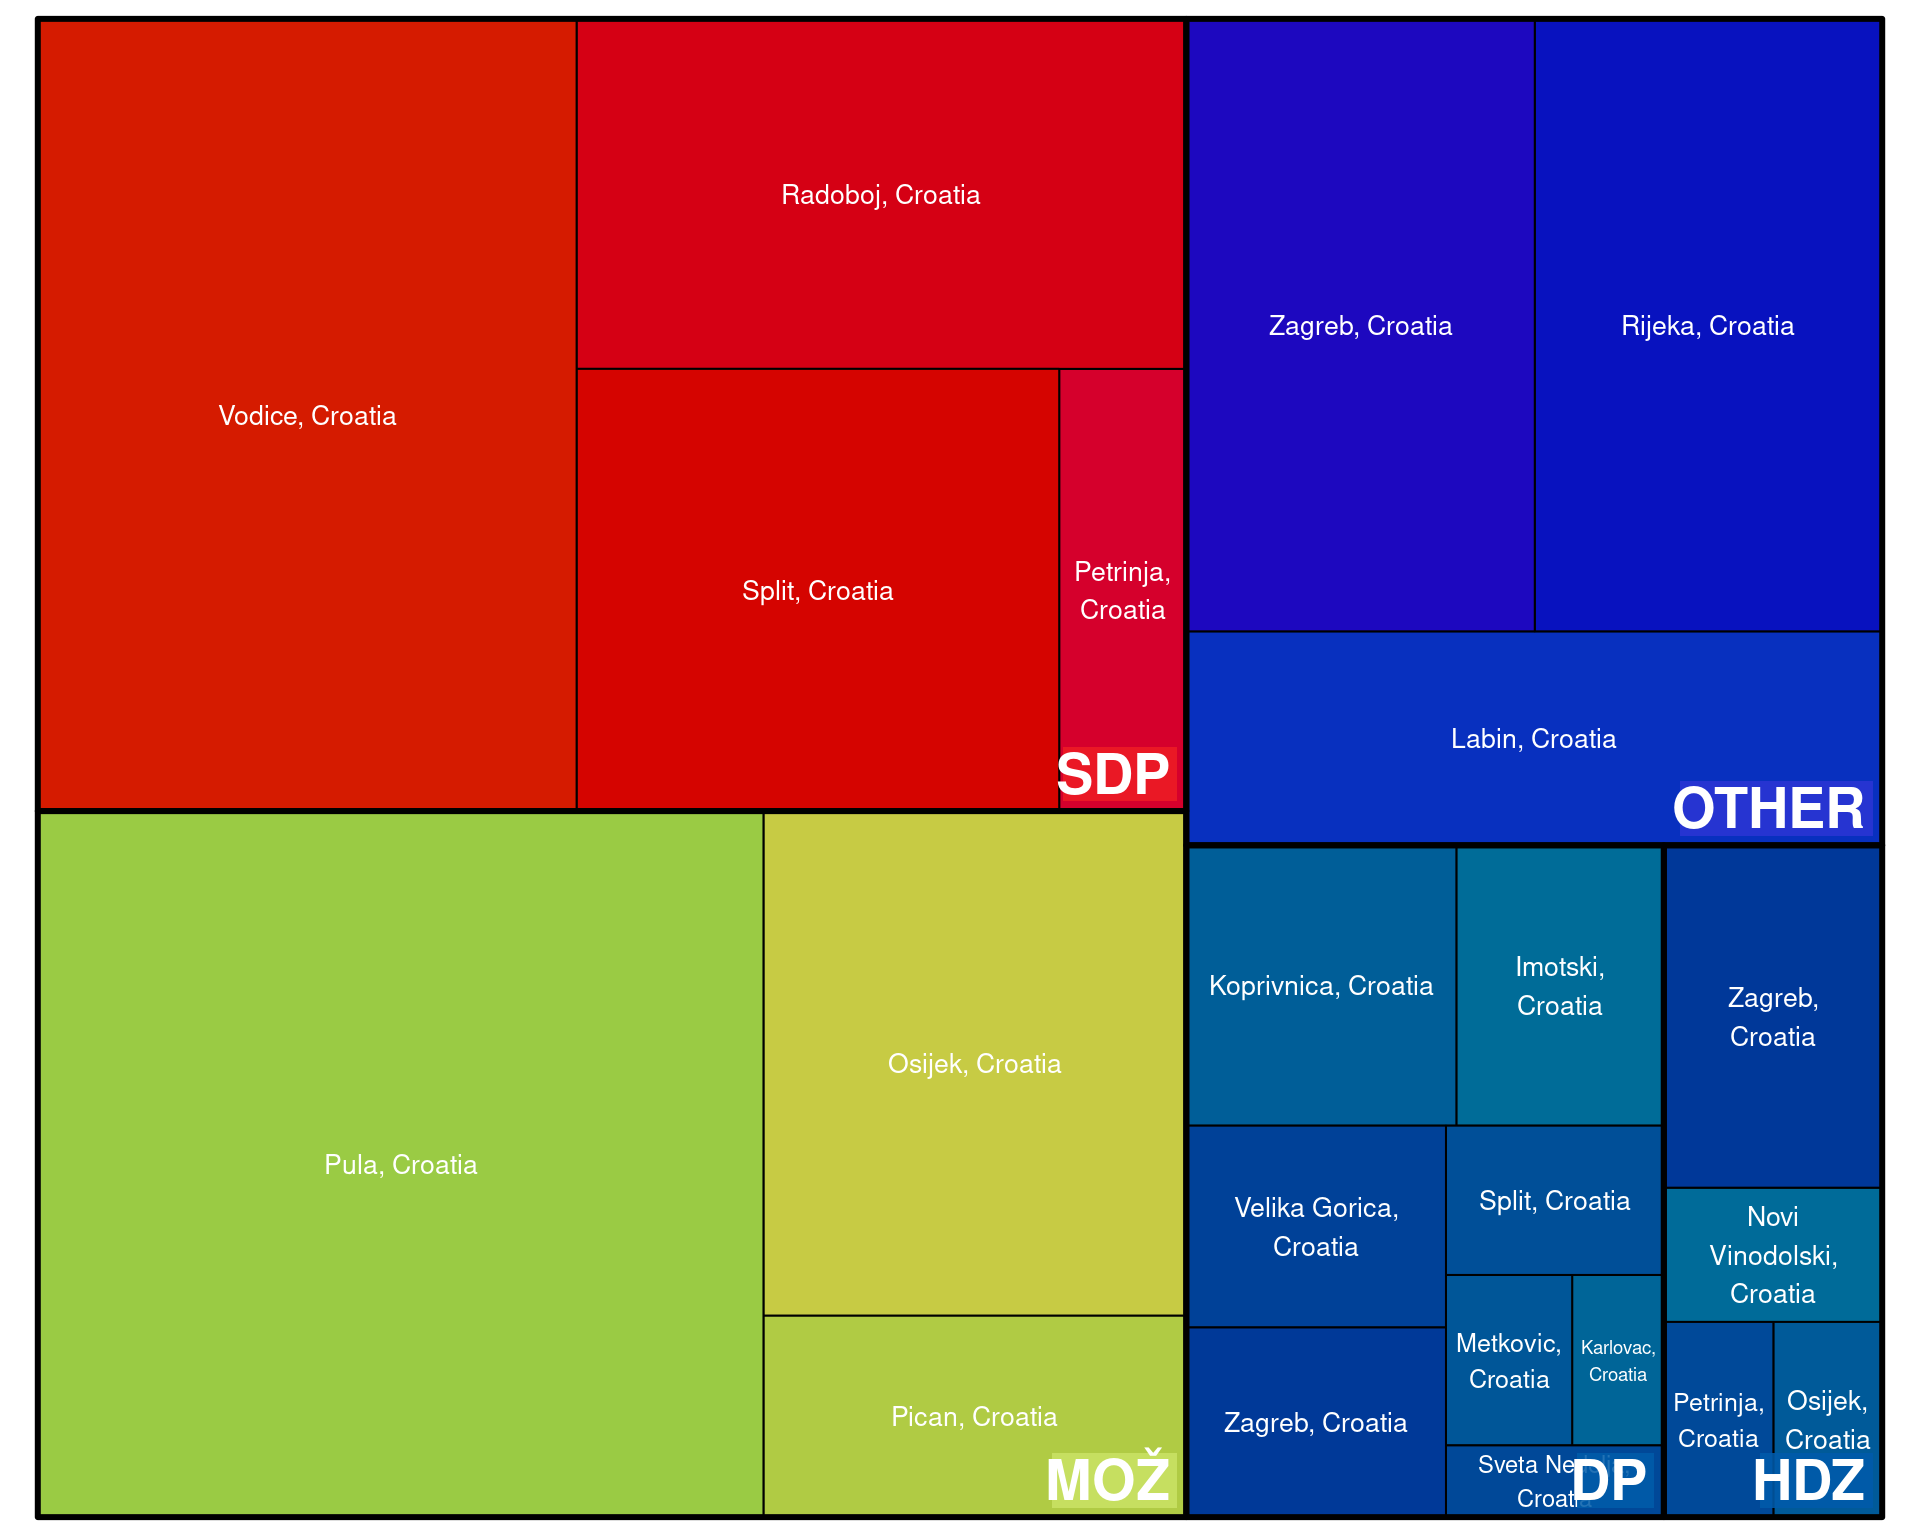 Vodice, Croatia
Radoboj, Croatia
Split, Croatia
Petrinja,
Croatia
SDP
Zagreb, Croatia
Rijeka, Croatia
Labin, Croatia
OTHER
Pula, Croatia
Osijek, Croatia
Pican, Croatia
MOŽ
Koprivnica, Croatia
Imotski,
Croatia
Velika Gorica,
Croatia
Split, Croatia
Zagreb, Croatia
Metkovic,
Croatia
Karlovac,
Croatia
Sveta
Croatia
DP
Zagreb,
Croatia
Novi
Vinodolski,
Croatia
Petrinja,
Croatia
Osijek,
Croatia
HDZ